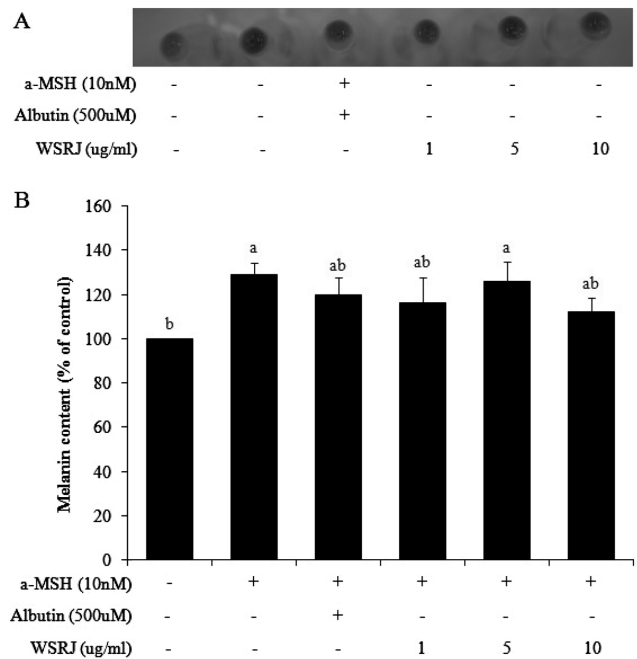 A
a-MSH (10nM) - - + - - -
Albutin (500uM) - - + - - -
WSRJ (ug/ml) - - - 1 5 10
B
160
140
120
100
80
60
40
20
0
Melanin content (% of control)
b a ab ab a ab
a-MSH (10nM) - + + + + +
Albutin (500uM) - - + - - -
WSRJ (ug/ml) - - - 1 5 10